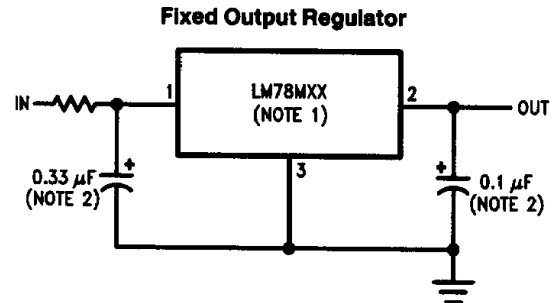 Fixed Output Regulator
LM78MXX
(NOTE 1)
1
2
3
IN
OUT
+
0.33 µF
(NOTE 2)
+
0.1 µF
(NOTE 2)